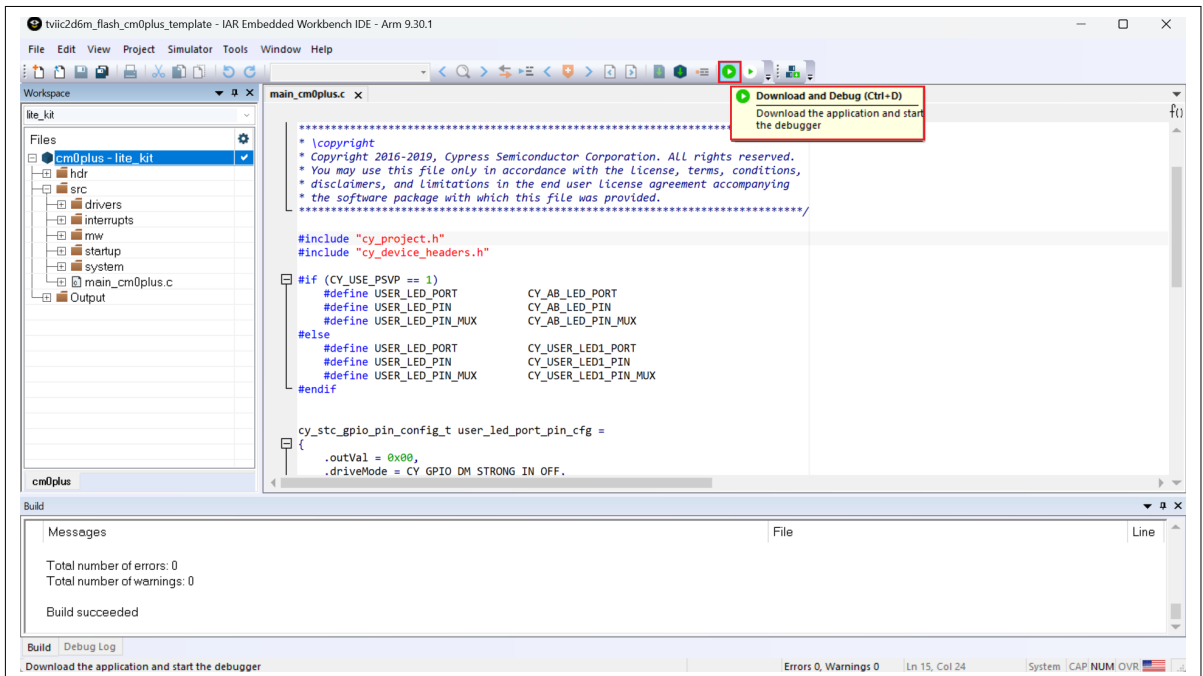 tviic2d6m_flash_cm0plus_template - IAR Embedded Workbench IDE - Arm 9.30.1
File Edit View Project Simulator Tools Window Help
Workspace
main_cm0plus.c
Download and Debug (Ctrl+D)
Download the application and start
the debugger
lite_kit
f()
Files
cm0plus - lite_kit
hdr
src
drivers
interrupts
mw
startup
system
main_cm0plus.c
Output
cm0plus
*******************************************************************************
* \copyright
* Copyright 2016-2019, Cypress Semiconductor Corporation. All rights reserved.
* You may use this file only in accordance with the license, terms, conditions,
* disclaimers, and limitations in the end user license agreement accompanying
* the software package with which this file was provided.
*******************************************************************************/
#include "cy_project.h"
#include "cy_device_headers.h"
#if (CY_USE_PSVP == 1)
#define USER_LED_PORT CY_AB_LED_PORT
#define USER_LED_PIN CY_AB_LED_PIN
#define USER_LED_PIN_MUX CY_AB_LED_PIN_MUX
#else
#define USER_LED_PORT CY_USER_LED1_PORT
#define USER_LED_PIN CY_USER_LED1_PIN
#define USER_LED_PIN_MUX CY_USER_LED1_PIN_MUX
#endif
cy_stc_gpio_pin_config_t user_led_port_pin_cfg =
{
.outVal = 0x00,
.driveMode = CY_GPIO_DM_STRONG_IN_OFF,
Build
Messages File Line
Total number of errors: 0
Total number of warnings: 0
Build succeeded
Build Debug Log
Download the application and start the debugger Errors 0, Warnings 0 Ln 15, Col 24 System CAP NUM OVR